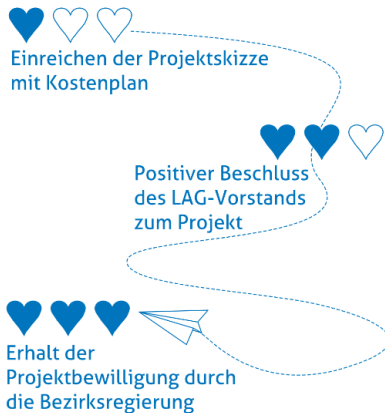 Einreichen der Projektskizze
mit Kostenplan
Positiver Beschluss
des LAG-Vorstands
zum Projekt
Erhalt der
Projektbewilligung durch
die Bezirksregierung